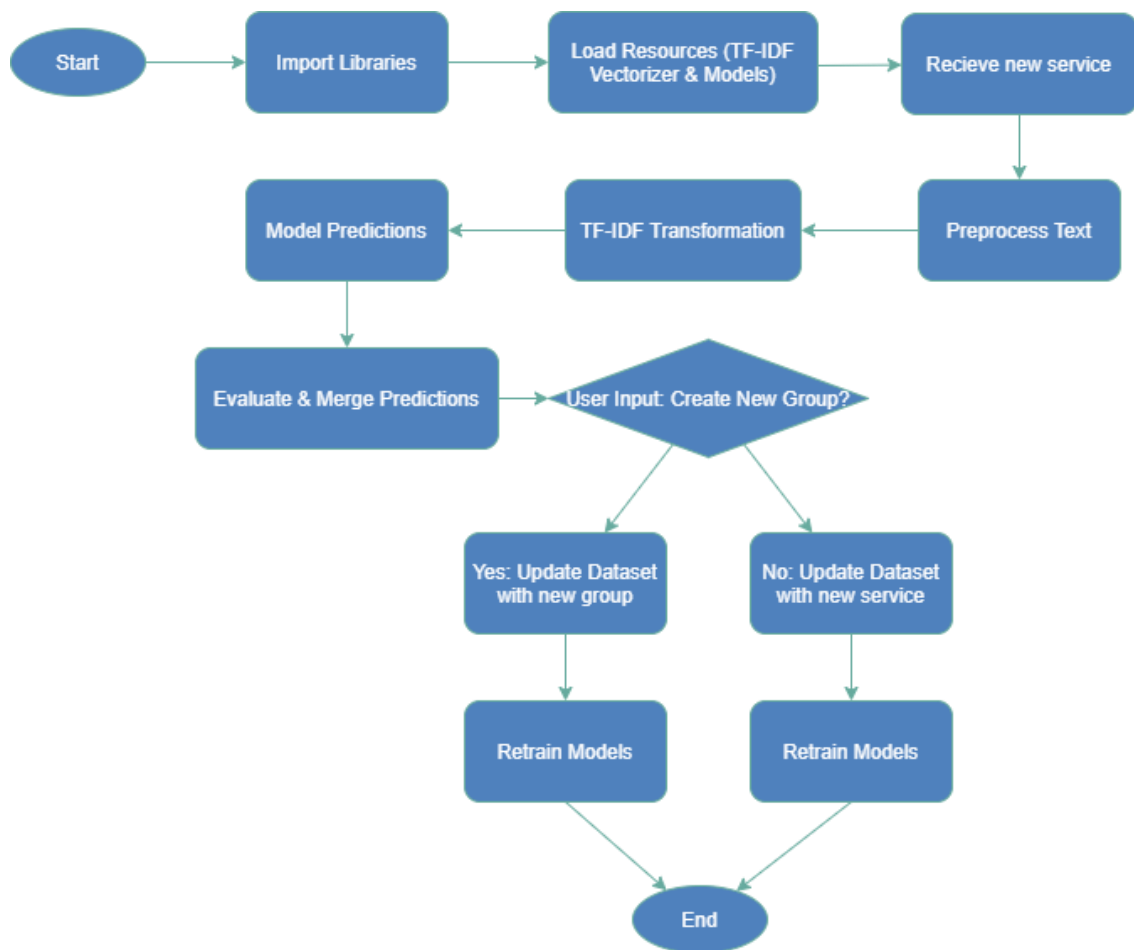 Start
Import Libraries
Load Resources (TF-IDF
Vectorizer & Models)
Recieve new service
Preprocess Text
TF-IDF Transformation
Model Predictions
Evaluate & Merge Predictions
User Input: Create New Group?
Yes: Update Dataset
with new group
No: Update Dataset
with new service
Retrain Models
Retrain Models
End